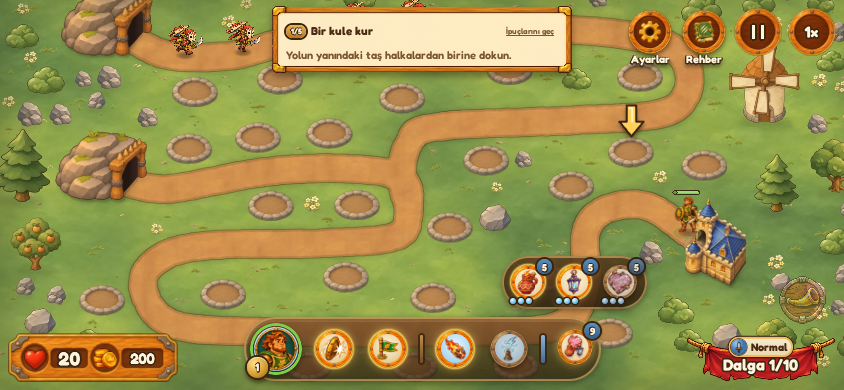 1/5 Bir kule kur
İpuçlarını geç
Yolun yanındaki taş halkalardan birine dokun.
1x
Ayarlar
Rehber
5
5
5
9
1
20
200
Normal
Dalga 1/10